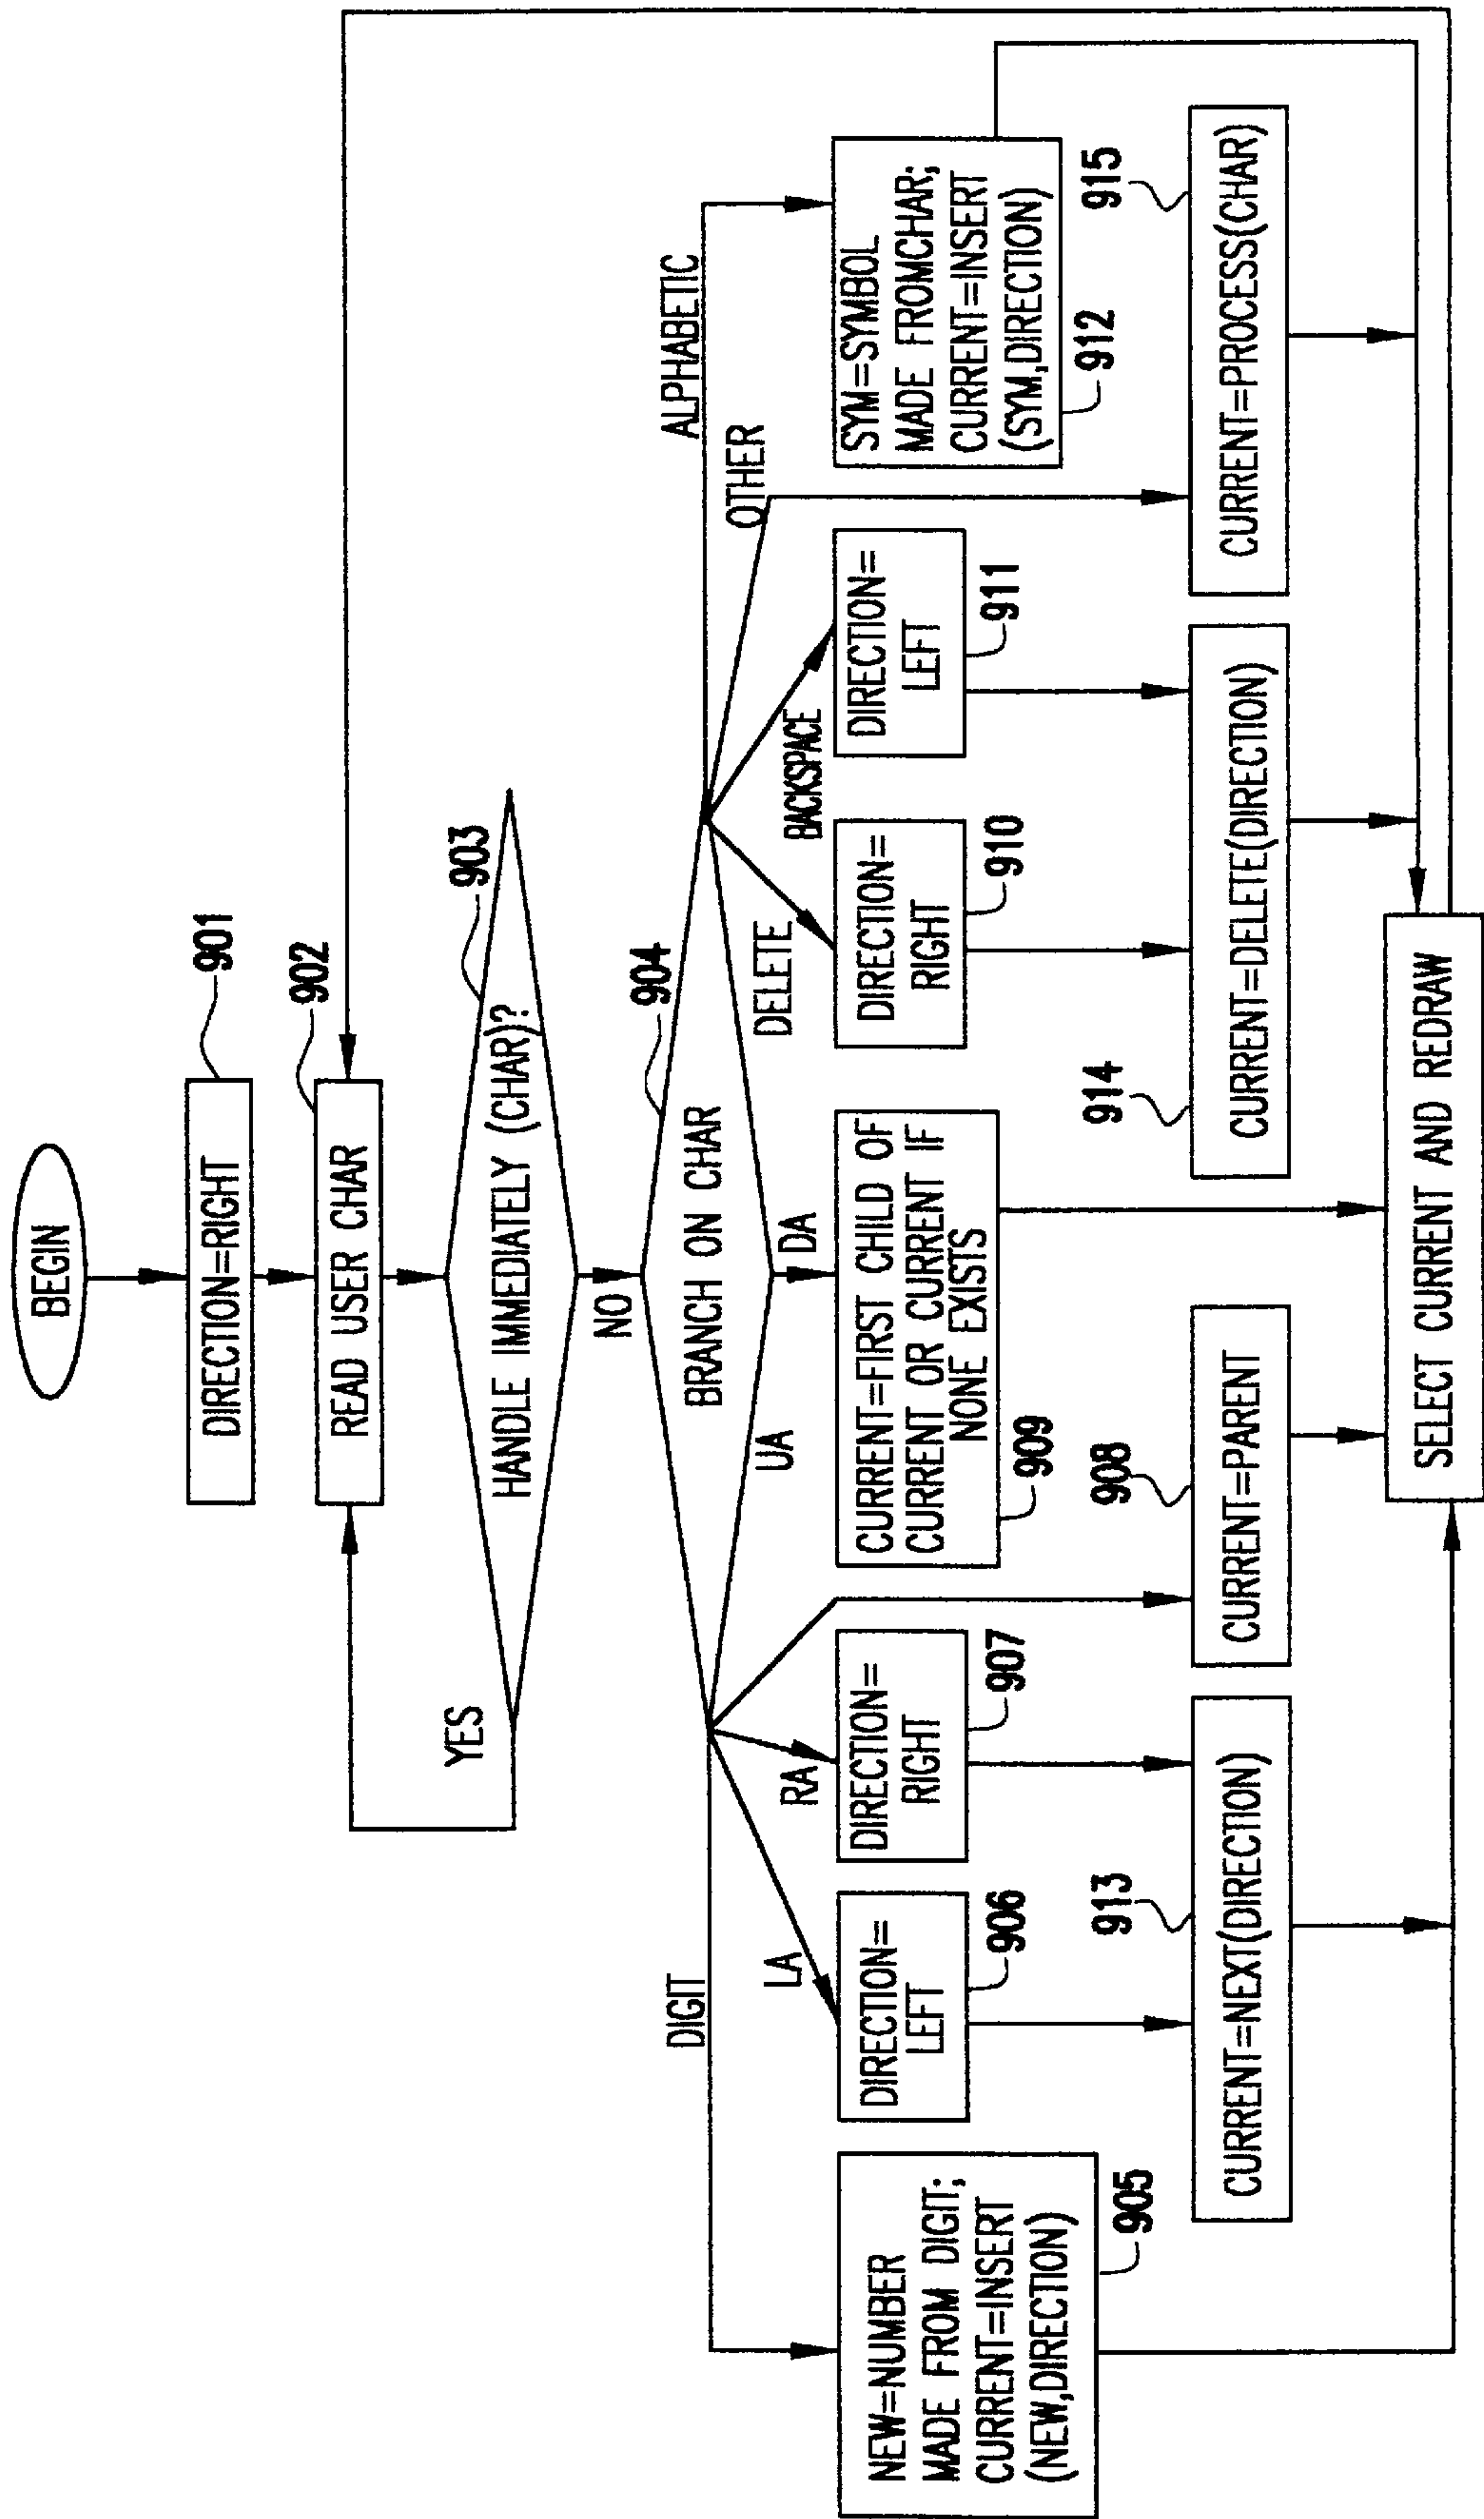 BEGIN
DIRECTION=RIGHT
901
READ USER CHAR
902
HANDLE IMMEDIATELY (CHAR)?
903
YES
NO
BRANCH ON CHAR
904
DIGIT
LA
RA
UA
DA
DELETE
BACKSPACE
OTHER
ALPHABETIC
NEW=NUMBER
MADE FROM DIGIT;
CURRENT=INSERT
(NEW,DIRECTION)
905
DIRECTION=
LEFT
906
DIRECTION=
RIGHT
907
CURRENT=FIRST CHILD OF
CURRENT OR CURRENT IF
NONE EXISTS
909
DIRECTION=
RIGHT
910
DIRECTION=
LEFT
911
SYM=SYMBOL
MADE FROMCHAR;
CURRENT=INSERT
(SYM,DIRECTION)
912
913
CURRENT=NEXT(DIRECTION)
908
CURRENT=PARENT
914
CURRENT=DELETE(DIRECTION)
915
CURRENT=PROCESS(CHAR)
SELECT CURRENT AND REDRAW